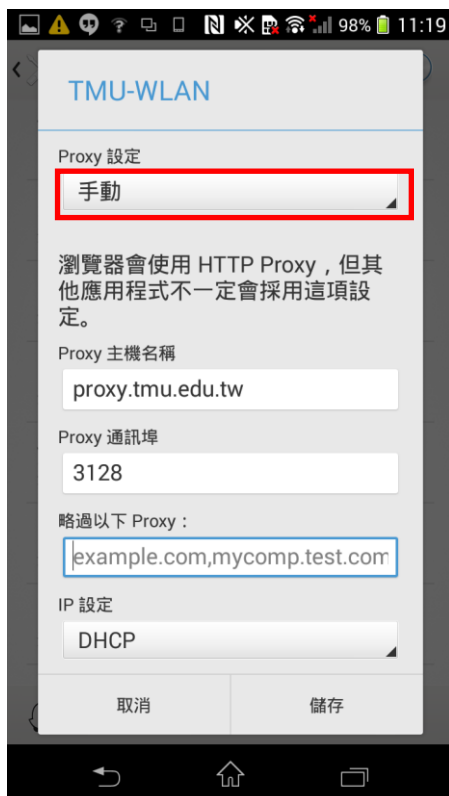 98% 11:19
TMU-WLAN
Proxy 設定
手動
瀏覽器會使用 HTTP Proxy，但其
他應用程式不一定會採用這項設
定。
Proxy 主機名稱
proxy.tmu.edu.tw
Proxy 通訊埠
3128
略過以下 Proxy：
example.com,mycomp.test.com
IP 設定
DHCP
取消 儲存